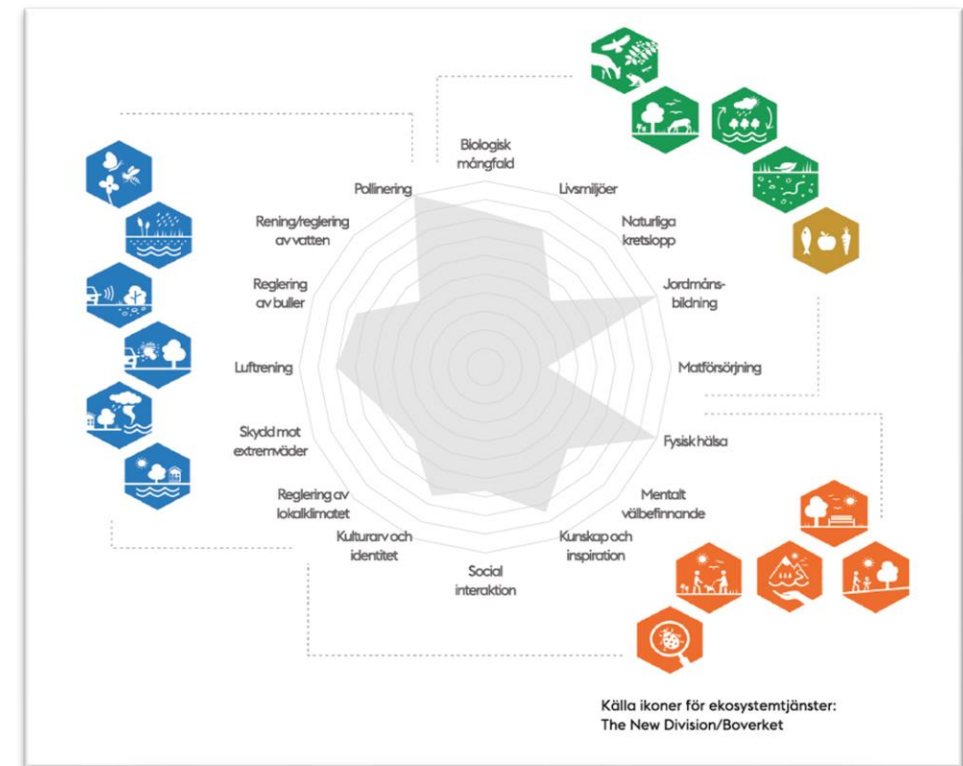 Biologisk
mångfald
Livsmiljöer
Naturliga
kretslopp
Jordmåns-
bildning
Matförsörjning
Fysisk hälsa
Mentalt
välbefinnande
Kunskap och
inspiration
Social
interaktion
Kulturarv och
identitet
Reglering av
lokalklimatet
Skydd mot
extremväder
Luftrening
Reglering
av buller
Rening/reglering
av vatten
Pollinering
Källa ikoner för ekosystemtjänster:
The New Division/Boverket